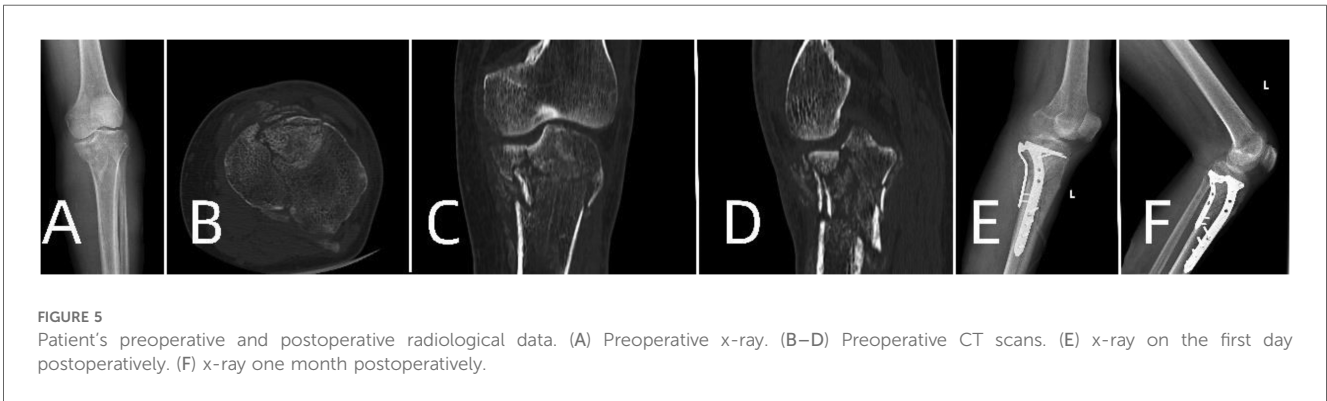 A
B
C
D
E
F
L
L
FIGURE 5
Patient's preoperative and postoperative radiological data. (A) Preoperative x-ray. (B–D) Preoperative CT scans. (E) x-ray on the first day
postoperatively. (F) x-ray one month postoperatively.